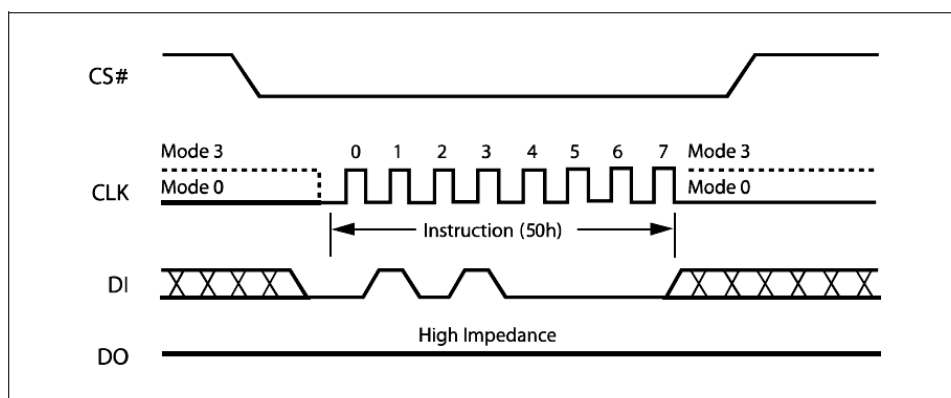 CS#
Mode 3 0 1 2 3 4 5 6 7 Mode 3
CLK Mode 0 Mode 0
Instruction (50h)
DI
High Impedance
DO